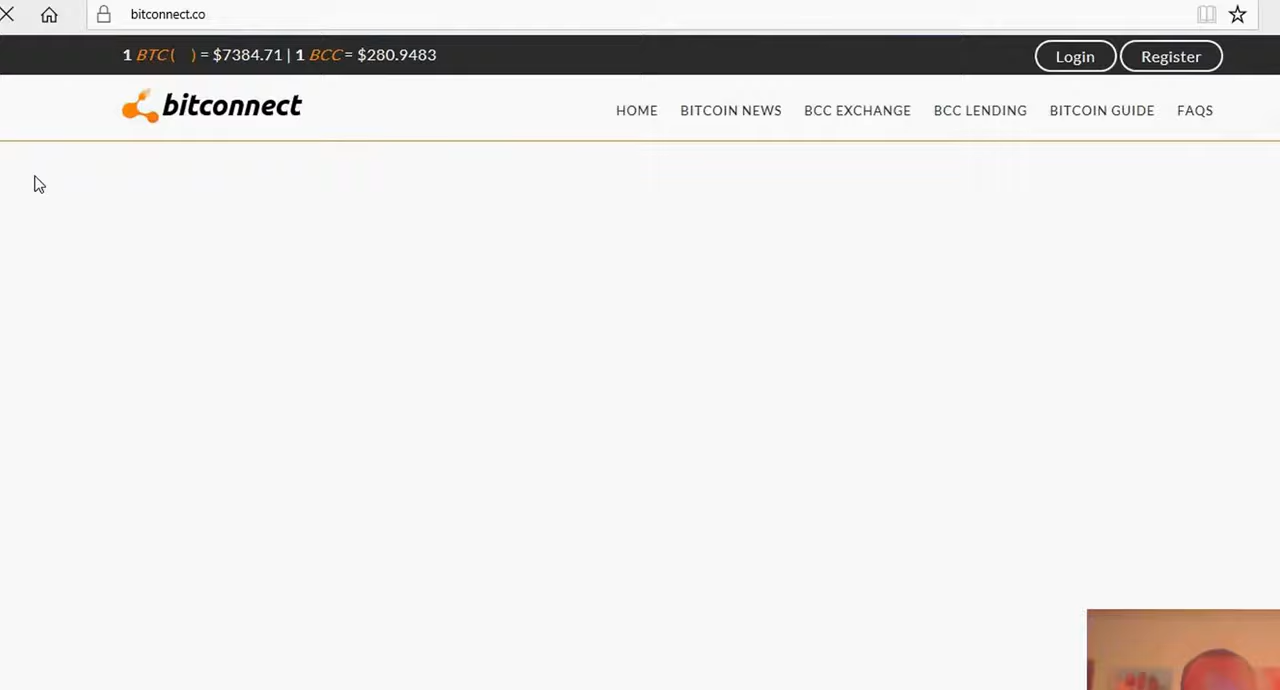 bitconnect.co
1 BTC( ) = $7384.71 | 1 BCC = $280.9483
Login
Register
bitconnect
HOME
BITCOIN NEWS
BCC EXCHANGE
BCC LENDING
BITCOIN GUIDE
FAQS